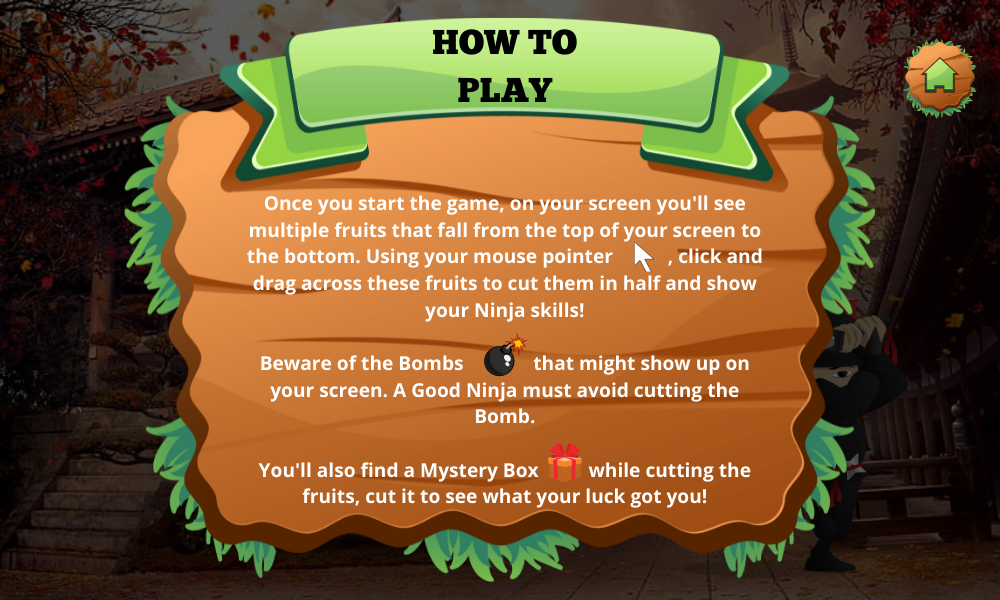 HOW TO
PLAY
Once you start the game, on your screen you'll see
multiple fruits that fall from the top of your screen to
the bottom. Using your mouse pointer , click and
drag across these fruits to cut them in half and show
your Ninja skills!
Beware of the Bombs that might show up on
your screen. A Good Ninja must avoid cutting the
Bomb.
You'll also find a Mystery Box while cutting the
fruits, cut it to see what your luck got you!